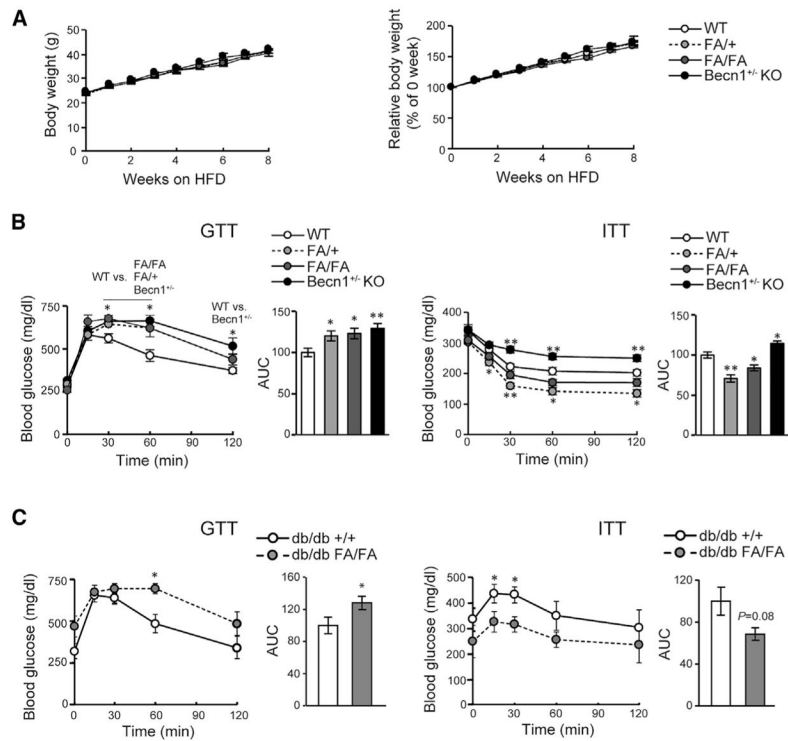 A
Body weight (g)
50
40
30
20
10
0
0 2 4 6 8
Weeks on HFD
Relative body weight
(% of 0 week)
200
150
100
50
0
0 2 4 6 8
Weeks on HFD
WT
FA/+
FA/FA
Becn1+/- KO
B
GTT
WT vs.
FA/FA
FA/+
Becn1+/-
* *
WT vs.
Becn1+/-
*
Blood glucose (mg/dl)
750
500
250
0
0 30 60 90 120
Time (min)
WT
FA/+
FA/FA
Becn1+/- KO
AUC
150
100
50
0
* * **
ITT
Blood glucose (mg/dl)
400
300
200
100
0
** ** **
* ** * *
0 30 60 90 120
Time (min)
WT
FA/+
FA/FA
Becn1+/- KO
AUC
150
100
50
0
** * *
C
GTT
Blood glucose (mg/dl)
750
500
250
0
*
0 30 60 90 120
Time (min)
db/db +/+
db/db FA/FA
AUC
160
120
80
40
0
*
ITT
Blood glucose (mg/dl)
500
400
300
200
100
0
* *
0 30 60 90 120
Time (min)
db/db +/+
db/db FA/FA
AUC
120
80
40
0
P=0.08